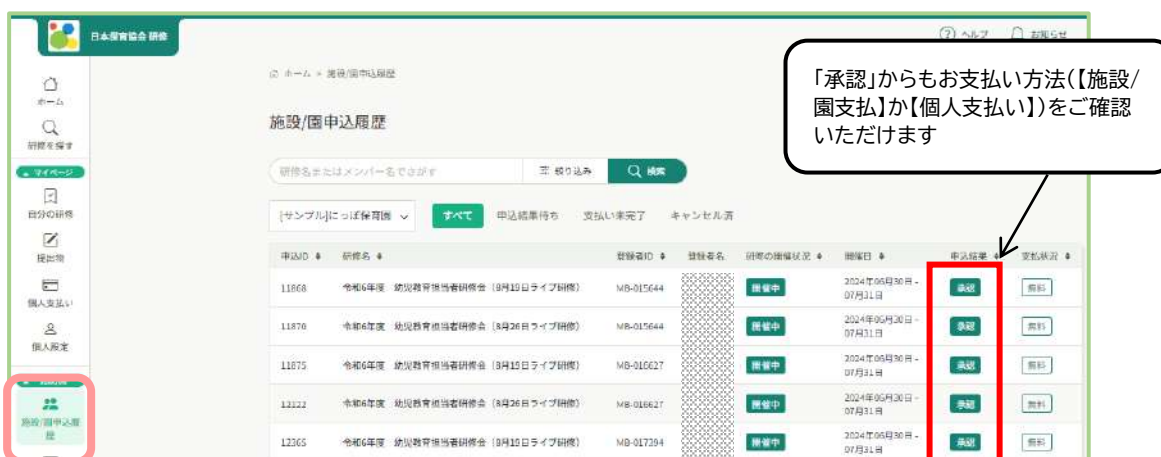 日本保育協会 研修
ヘルプ
お知らせ
「承認」からもお支払い方法(【施設/
園支払】か【個人支払い】)をご確認
いただけます
ホーム
研修を探す
マイページ
自分の研修
提出物
個人支払い
個人設定
施設/園申込履
歴
ホーム > 施設/園申込履歴
施設/園申込履歴
研修名またはメンバー名でさがす
絞り込み
検索
[サンプル]にっぽ保育園
すべて
申込結果待ち
支払い未完了
キャンセル済
申込ID 研修名 登録者ID 登録者名 研修の開催状況 開催日 申込結果 支払状況
11868 令和6年度 幼児教育担当者研修会(8月19日ライブ研修) MB-015644 開催中 2024年06月30日 - 承認 無料
07月31日
11870 令和6年度 幼児教育担当者研修会(8月26日ライブ研修) MB-015644 開催中 2024年06月30日 - 承認 無料
07月31日
11875 令和6年度 幼児教育担当者研修会(8月19日ライブ研修) MB-016627 開催中 2024年06月30日 - 承認 無料
07月31日
12122 令和6年度 幼児教育担当者研修会(8月26日ライブ研修) MB-016627 開催中 2024年06月30日 - 承認 無料
07月31日
12365 令和6年度 幼児教育担当者研修会(8月19日ライブ研修) MB-017394 開催中 2024年06月30日 - 承認 無料
07月31日